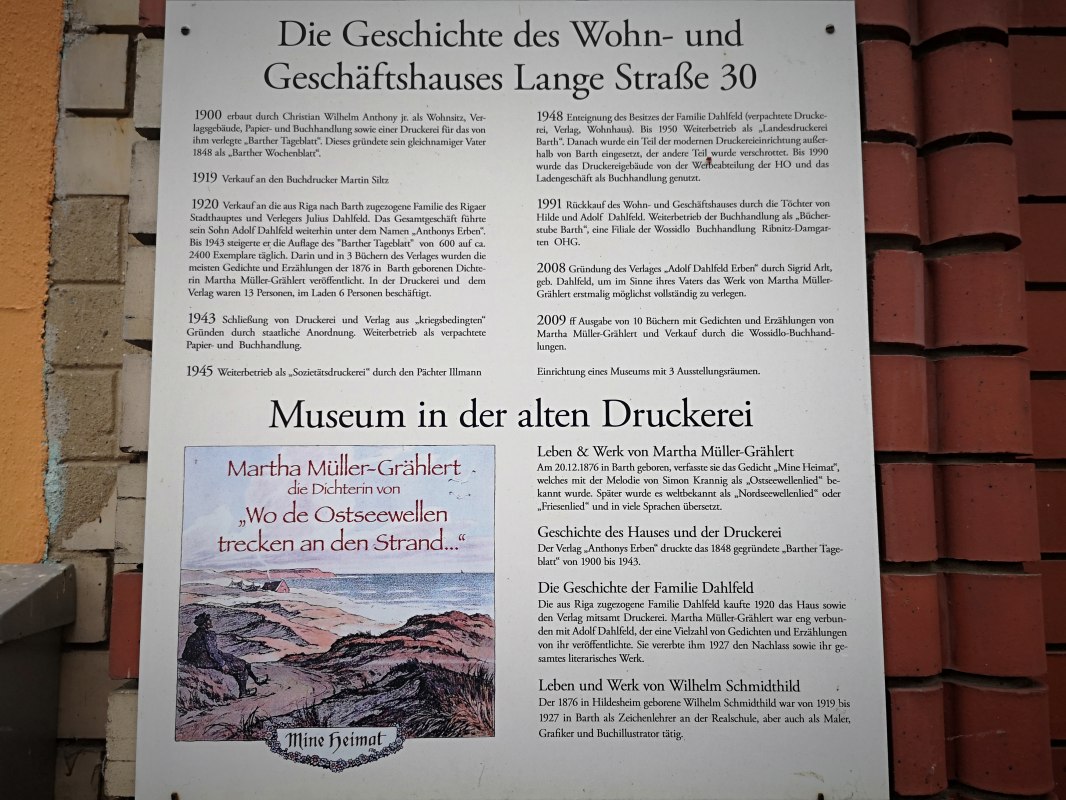 Die Geschichte des Wohn- und
Geschäftshauses Lange Straße 30
1900 erbaut durch Christian Wilhelm Anthony jr. als Wohnsitz, Ver-
lagsgebäude, Papier- und Buchhandlung sowie einer Druckerei für das von
ihm verlegte „Barther Tageblatt“. Dieses gründete sein gleichnamiger Vater
1848 als „Barther Wochenblatt“.
1919 Verkauf an den Buchdrucker Martin Siltz
1920 Verkauf an die aus Riga nach Barth zugezogene Familie des Rigaer
Stadthauptes und Verlegers Julius Dahlfeld. Das Gesamtgeschäft führte
sein Sohn Adolf Dahlfeld weiterhin unter dem Namen „Anthonys Erben“.
Bis 1943 steigerte er die Auflage des "Barther Tageblatt" von 600 auf ca.
2400 Exemplare täglich. Darin und in 3 Büchern des Verlages wurden die
meisten Gedichte und Erzählungen der 1876 in Barth geborenen Dichte-
rin Martha Müller-Grählert veröffentlicht. In der Druckerei und dem
Verlag waren 13 Personen, im Laden 6 Personen beschäftigt.
1943 Schließung von Druckerei und Verlag aus „kriegsbedingten“
Gründen durch staatliche Anordnung. Weiterbetrieb als verpachtete
Papier- und Buchhandlung.
1945 Weiterbetrieb als „Sozietätsdruckerei“ durch den Pächter Illmann
1948 Enteignung des Besitzes der Familie Dahlfeld (verpachtete Drucke-
rei, Verlag, Wohnhaus). Bis 1950 Weiterbetrieb als „Landesdruckerei
Barth“. Danach wurde ein Teil der modernen Druckereieinrichtung außer-
halb von Barth eingesetzt, der andere Teil wurde verschrottet. Bis 1990
wurde das Druckereigebäude von der Werbeabteilung der HO und das
Ladengeschäft als Buchhandlung genutzt.
1991 Rückkauf des Wohn- und Geschäftshauses durch die Töchter von
Hilde und Adolf Dahlfeld. Weiterbetrieb der Buchhandlung als „Bücher-
stube Barth“, eine Filiale der Wossidlo Buchhandlung Ribnitz-Damgar-
ten OHG.
2008 Gründung des Verlages „Adolf Dahlfeld Erben“ durch Sigrid Arlt,
geb. Dahlfeld, um im Sinne ihres Vaters das Werk von Martha Müller-
Grählert erstmalig möglichst vollständig zu verlegen.
2009 ff Ausgabe von 10 Büchern mit Gedichten und Erzählungen von
Martha Müller-Grählert und Verkauf durch die Wossidlo-Buchhand-
lungen.
Einrichtung eines Museums mit 3 Ausstellungsräumen.
Museum in der alten Druckerei
Martha Müller-Grählert
die Dichterin von
„Wo de Ostseewellen
trecken an den Strand...“
Mine Heimat
Leben & Werk von Martha Müller-Grählert
Am 20.12.1876 in Barth geboren, verfasste sie das Gedicht „Mine Heimat“,
welches mit der Melodie von Simon Krannig als „Ostseewellenlied“ be-
kannt wurde. Später wurde es weltbekannt als „Nordseewellenlied“ oder
„Friesenlied“ und in viele Sprachen übersetzt.
Geschichte des Hauses und der Druckerei
Der Verlag „Anthonys Erben“ druckte das 1848 gegründete „Barther Tage-
blatt“ von 1900 bis 1943.
Die Geschichte der Familie Dahlfeld
Die aus Riga zugezogene Familie Dahlfeld kaufte 1920 das Haus sowie
den Verlag mitsamt Druckerei. Martha Müller-Grählert war eng verbun-
den mit Adolf Dahlfeld, der eine Vielzahl von Gedichten und Erzählungen
von ihr veröffentlichte. Sie vererbte ihm 1927 den Nachlass sowie ihr ge-
samtes literarisches Werk.
Leben und Werk von Wilhelm Schmidthild
Der 1876 in Hildesheim geborene Wilhelm Schmidthild war von 1919 bis
1927 in Barth als Zeichenlehrer an der Realschule, aber auch als Maler,
Grafiker und Buchillustrator tätig.